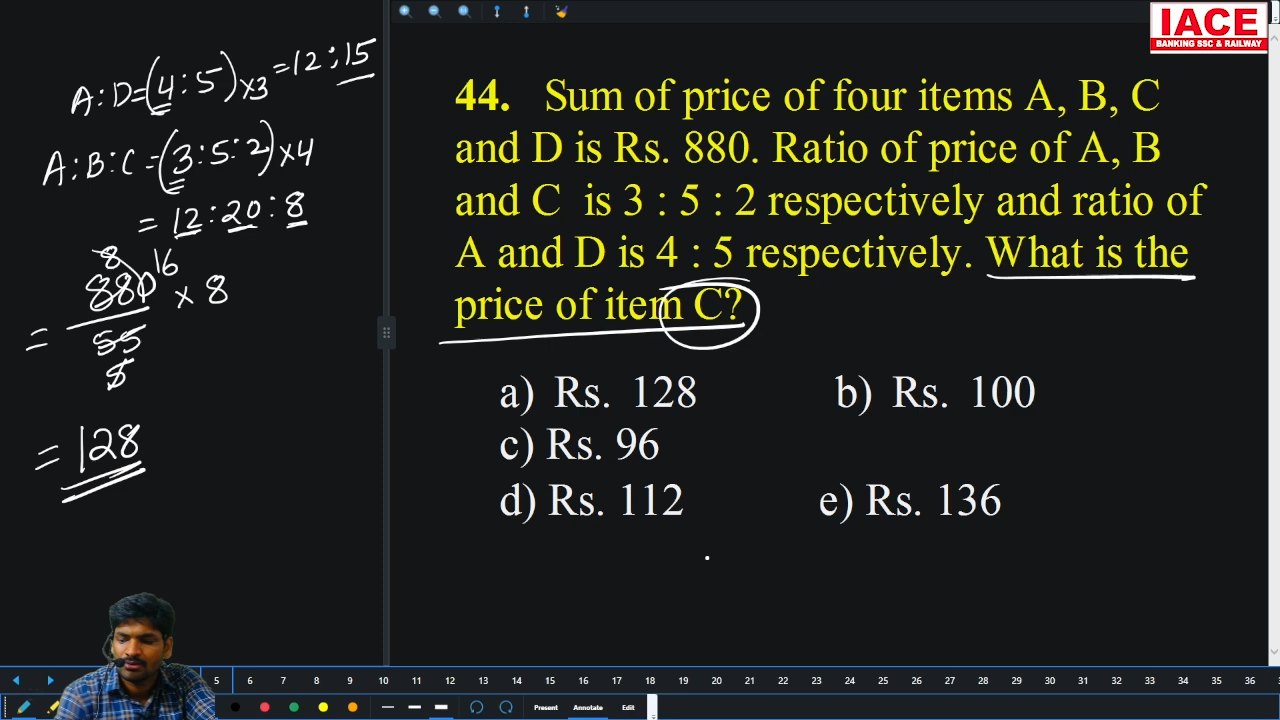 IACE
BANKING SSC & RAILWAY
A:D=(4:5)×3=12:15
A:B:C=(3:5:2)×4
=12:20:8
8
16
= 880/55 × 8
5
=128
44. Sum of price of four items A, B, C
and D is Rs. 880. Ratio of price of A, B
and C is 3 : 5 : 2 respectively and ratio of
A and D is 4 : 5 respectively. What is the
price of item C?
a) Rs. 128 b) Rs. 100
c) Rs. 96
d) Rs. 112 e) Rs. 136
5 6 7 8 9 10 11 12 13 14 15 16 17 18 19 20 21 22 23 24 25 26 27 28 29 30 31 32 33 34 35 36
Present Annotate Edit